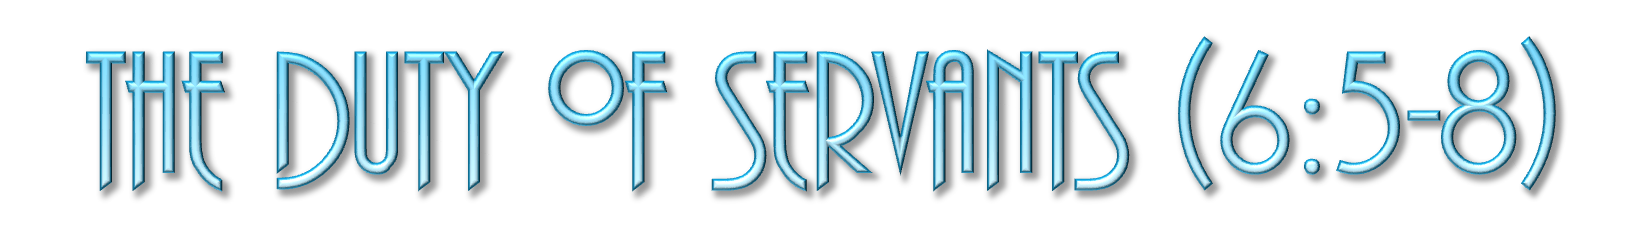 The Duty of Servants (6:5-8)